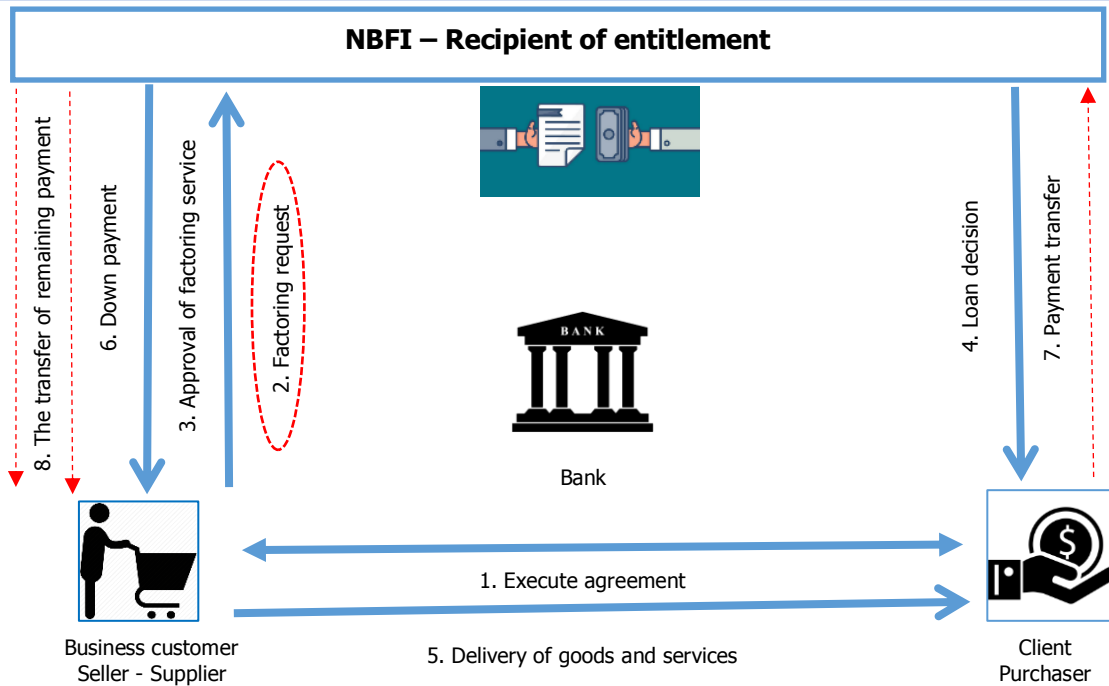 NBFI – Recipient of entitlement
8. The transfer of remaining payment
6. Down payment
3. Approval of factoring service
2. Factoring request
4. Loan decision
7. Payment transfer
BANK
Bank
$
1. Execute agreement
5. Delivery of goods and services
Business customer
Seller - Supplier
Client
Purchaser